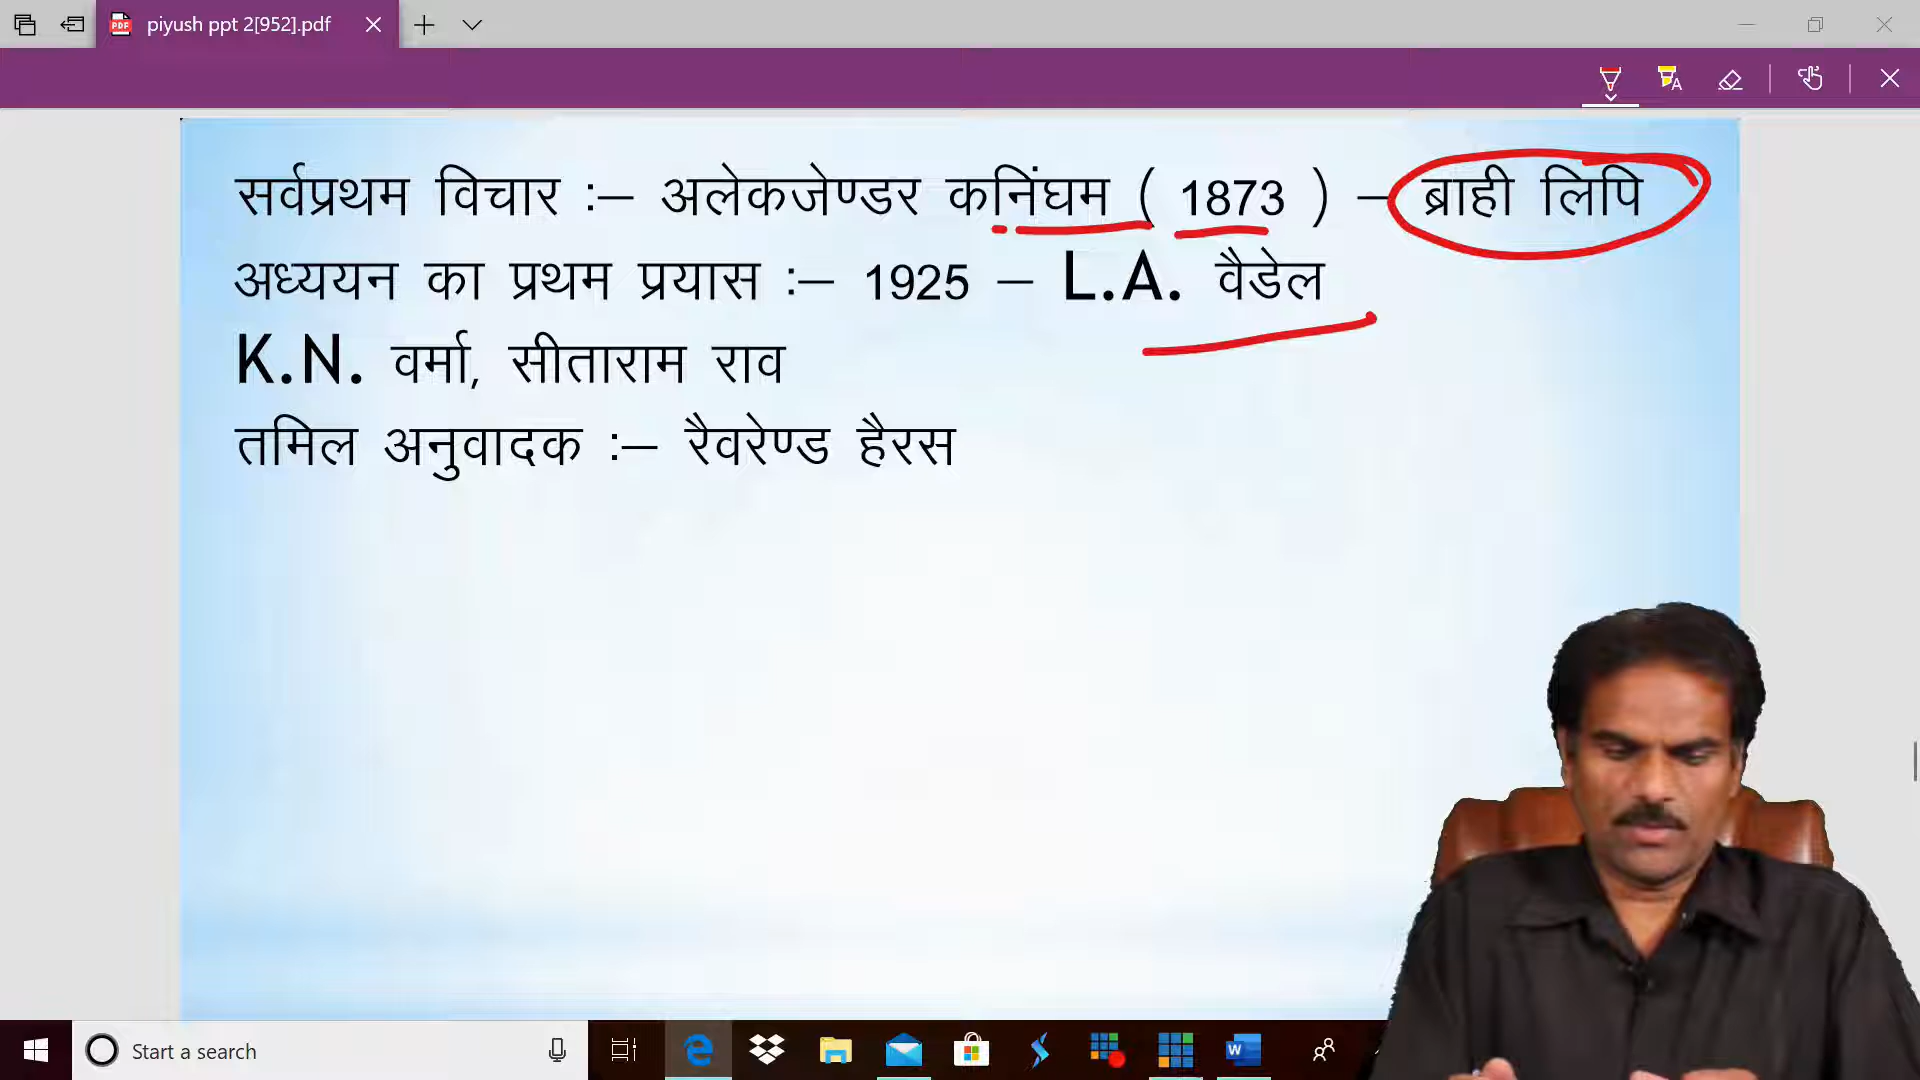 piyush ppt 2[952].pdf
सर्वप्रथम विचार :– अलेकजेण्डर कनिंघम ( 1873 ) – ब्राही लिपि
अध्ययन का प्रथम प्रयास :– 1925 – L.A. वैडेल
K.N. वर्मा, सीताराम राव
तमिल अनुवादक :– रैवरेण्ड हैरस
Start a search